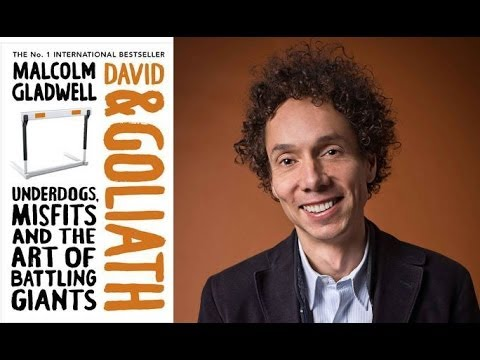 THE No. 1 INTERNATIONAL BESTSELLER
MALCOLM
GLADWELL
DAVID
& GOLIATH
UNDERDOGS,
MISFITS
AND THE
ART OF
BATTLING
GIANTS